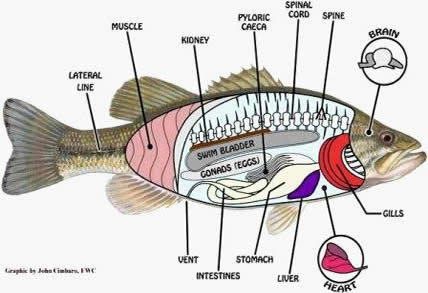 MUSCLE
KIDNEY
PYLORIC
CAECA
SPINAL
CORD
SPINE
BRAIN
LATERAL
LINE
SWIM BLADDER
GONADS (EGGS)
GILLS
VENT
INTESTINES
STOMACH
LIVER
HEART
Graphic by John Cimbaro, FWC